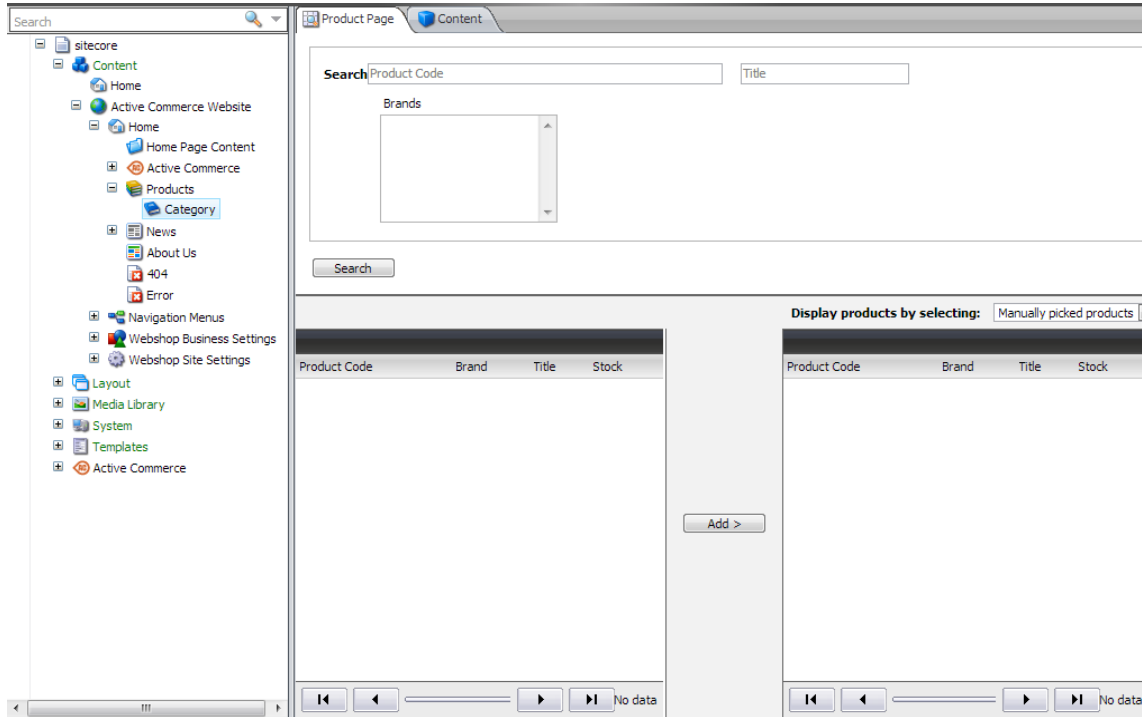 Search
sitecore
Content
Home
Active Commerce Website
Home
Home Page Content
Active Commerce
Products
Category
News
About Us
404
Error
Navigation Menus
Webshop Business Settings
Webshop Site Settings
Layout
Media Library
System
Templates
Active Commerce
Product Page Content
Search Product Code Title
Brands
Search
Display products by selecting: Manually picked products
Product Code Brand Title Stock
Product Code Brand Title Stock
Add >
No data
No data